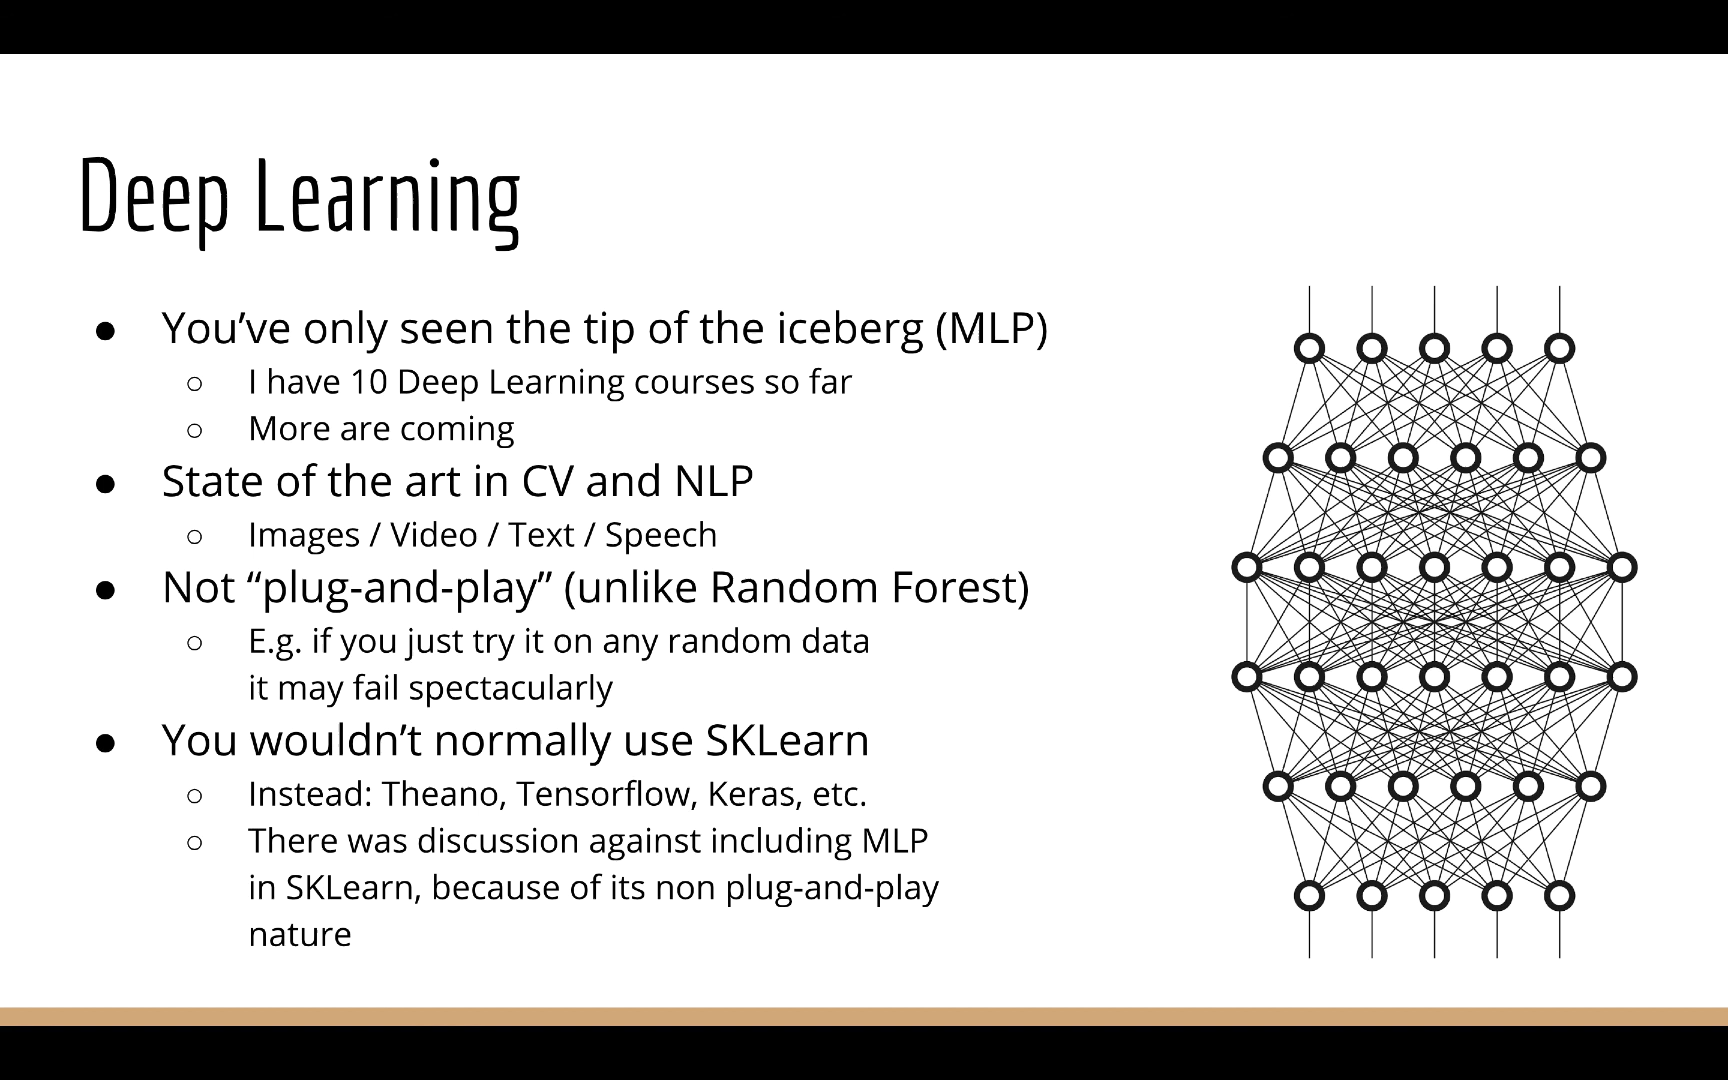 Deep Learning
● You’ve only seen the tip of the iceberg (MLP)
○ I have 10 Deep Learning courses so far
○ More are coming
● State of the art in CV and NLP
○ Images / Video / Text / Speech
● Not “plug-and-play” (unlike Random Forest)
○ E.g. if you just try it on any random data
it may fail spectacularly
● You wouldn’t normally use SKLearn
○ Instead: Theano, Tensorflow, Keras, etc.
○ There was discussion against including MLP
in SKLearn, because of its non plug-and-play
nature